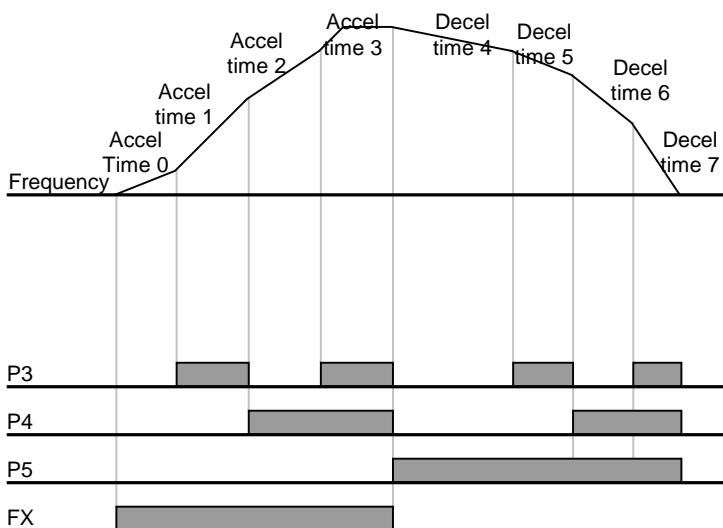 Accel
time 3
Decel
time 4
Decel
time 5
Accel
time 2
Decel
time 6
Accel
time 1
Accel
Time 0
Decel
time 7
Frequency
P3
P4
P5
FX